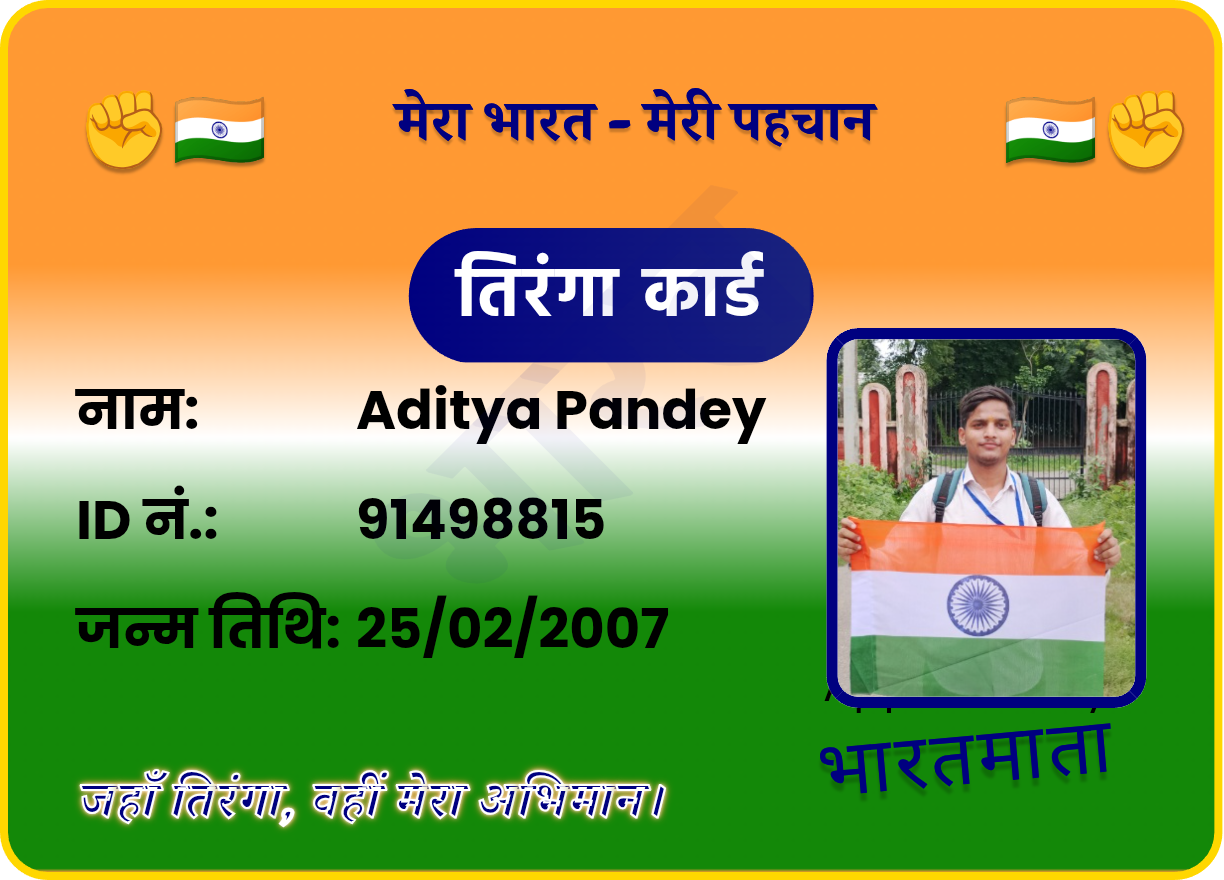 मेरा भारत - मेरी पहचान
तिरंगा कार्ड
नाम: Aditya Pandey
ID नं.: 91498815
जन्म तिथि: 25/02/2007
भारतमाता
जहाँ तिरंगा, वहीं मेरा अभिमान।